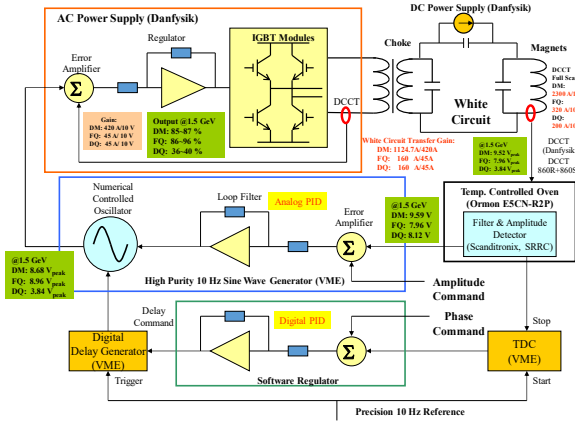 AC Power Supply (Danfysik)
DC Power Supply (Danfysik)
IGBT Modules
Regulator
Error
Amplifier
Σ
Choke
Magnets
DCCT
White
Circuit
DCCT
Full Sca
DM:
2300 A/10
FQ:
320 A/10
DQ:
200 A/10
Gain:
DM: 420 A/10 V
FQ: 45 A/ 10 V
DQ: 45 A/ 10 V
Output @1.5 GeV
DM: 85~87 %
FQ: 86~96 %
DQ: 36~40 %
White Circuit Transfer Gain:
DM: 1124.7A/420A
FQ: 160 A/45A
DQ: 160 A/45A
@1.5 GeV
DM: 9.52 Vpeak
FQ: 7.96 Vpeak
DQ: 3.84 Vpeak
DCCT
(Danfysik
DCCT
860R+860S
Numerical
Controlled
Oscillator
Loop Filter
Analog PID
Error
Amplifier
Σ
@1.5 GeV
DM: 9.59 V
FQ: 7.96 V
DQ: 8.12 V
Temp. Controlled Oven
(Ormon E5CN-R2P)
Filter & Amplitude
Detector
(Scanditronix, SRRC)
@1.5 GeV
DM: 8.68 Vpeak
FQ: 8.96 Vpeak
DQ: 3.84 Vpeak
High Purity 10 Hz Sine Wave Generator (VME)
Amplitude
Command
Delay
Command
Digital PID
Phase
Command
Stop
Digital
Delay Generator
(VME)
Σ
TDC
(VME)
Trigger
Software Regulator
Start
Precision 10 Hz Reference